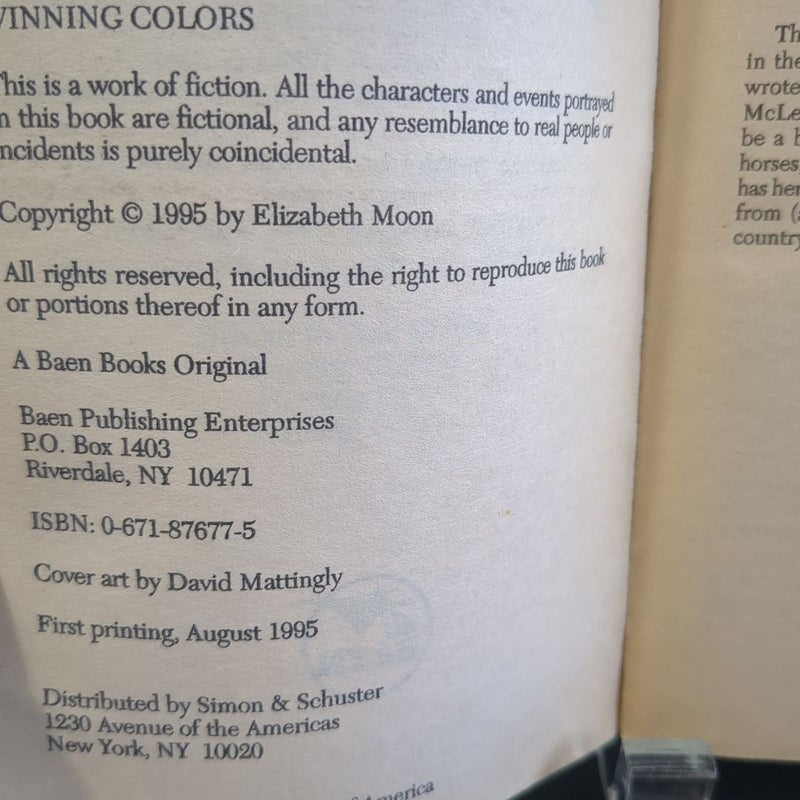 VINNING COLORS
his is a work of fiction. All the characters and events portrayed
n this book are fictional, and any resemblance to real people or
ncidents is purely coincidental.
Copyright © 1995 by Elizabeth Moon
All rights reserved, including the right to reproduce this book
or portions thereof in any form.
A Baen Books Original
Baen Publishing Enterprises
P.O. Box 1403
Riverdale, NY 10471
ISBN: 0-671-87677-5
Cover art by David Mattingly
First printing, August 1995
Distributed by Simon & Schuster
1230 Avenue of the Americas
New York, NY 10020
of America
Th
in the
wrote
McLe
be a b
horses,
has her
from (a
country